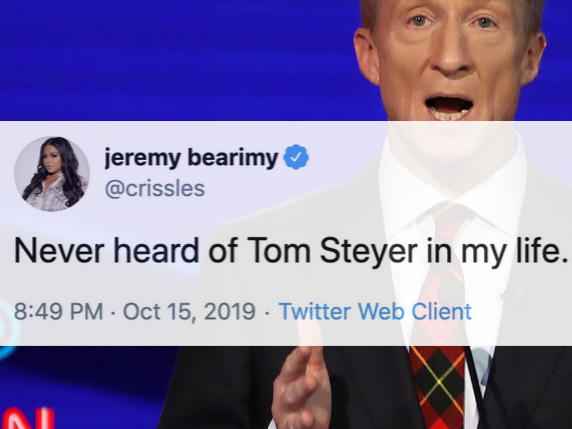 jeremy bearimy
@crissles
Never heard of Tom Steyer in my life.
8:49 PM · Oct 15, 2019 · Twitter Web Client
N